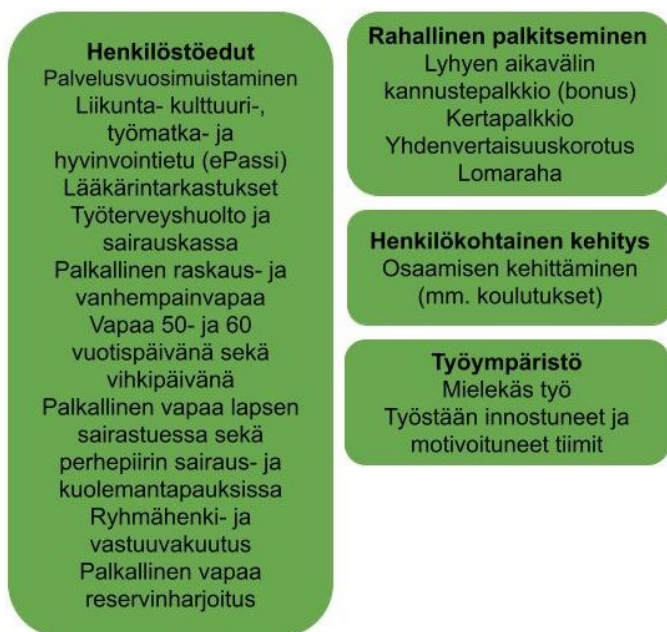 Henkilöstöedut
Palvelusvuosimuistaminen
Liikunta- kulttuuri-,
työmatka- ja
hyvinvointietu (ePassi)
Lääkärintarkastukset
Työterveyshuolto ja
sairauskassa
Palkallinen raskaus- ja
vanhempainvapaa
Vapaa 50- ja 60
vuotispäivänä sekä
vihkipäivänä
Palkallinen vapaa lapsen
sairastuessa sekä
perhepiirin sairaus- ja
kuolemantapauksissa
Ryhmähenki- ja
vastuuvakuutus
Palkallinen vapaa
reservinharjoitus
Rahallinen palkitseminen
Lyhyen aikavälin
kannustepalkkio (bonus)
Kertapalkkio
Yhdenvertaisuuskorotus
Lomaraha
Henkilökohtainen kehitys
Osaamisen kehittäminen
(mm. koulutukset)
Työympäristö
Mielekäs työ
Työstään innostuneet ja
motivoituneet tiimit